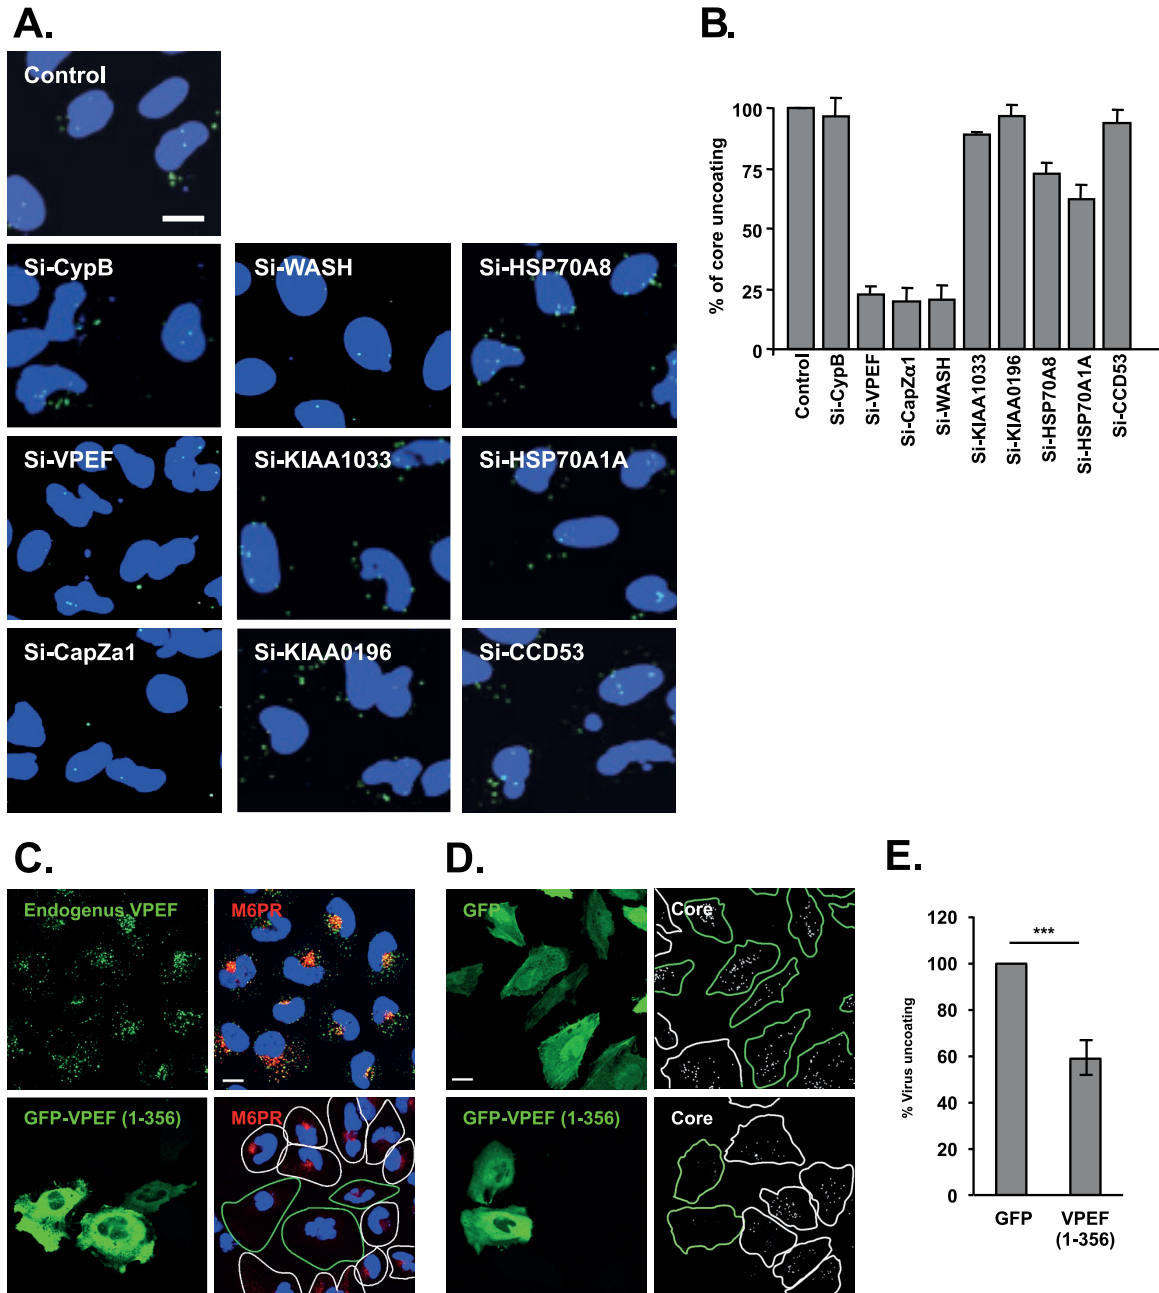 A.
Control
Si-CypB
Si-WASH
Si-HSP70A8
Si-VPEF
Si-KIAA1033
Si-HSP70A1A
Si-CapZa1
Si-KIAA0196
Si-CCD53
B.
% of core uncoating
100
75
50
25
0
Control
Si-CypB
Si-VPEF
Si-CapZα1
Si-WASH
Si-KIAA1033
Si-KIAA0196
Si-HSP70A8
Si-HSP70A1A
Si-CCD53
C.
Endogenus VPEF
M6PR
GFP-VPEF (1-356)
M6PR
D.
GFP
Core
GFP-VPEF (1-356)
Core
E.
% Virus uncoating
120
100
80
60
40
20
0
***
GFP
VPEF
(1-356)